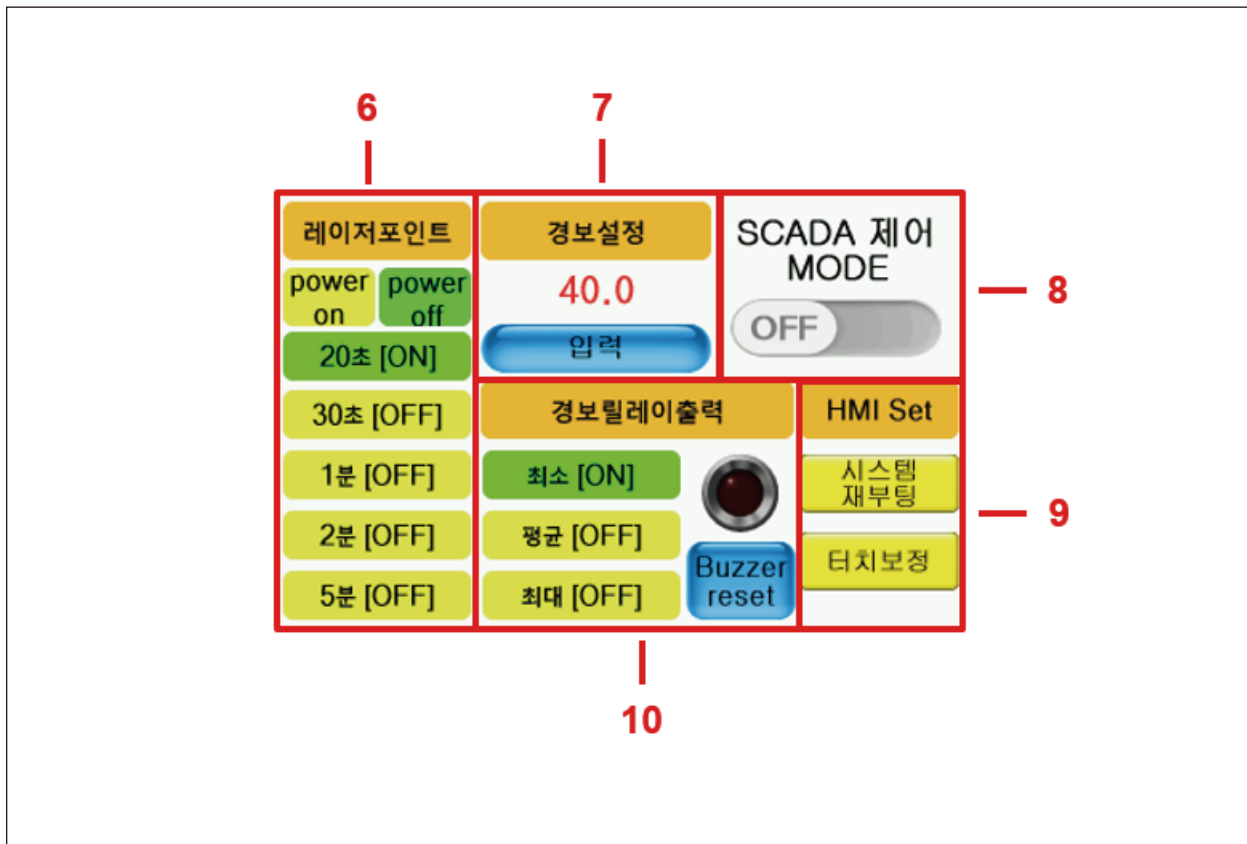 6
7
레이저포인트
power
on
power
off
20초 [ON]
30초 [OFF]
1분 [OFF]
2분 [OFF]
5분 [OFF]
경보설정
40.0
입력
SCADA 제어
MODE
OFF
8
경보릴레이출력
최소 [ON]
평균 [OFF]
최대 [OFF]
Buzzer
reset
HMI Set
시스템
재부팅
터치보정
9
10